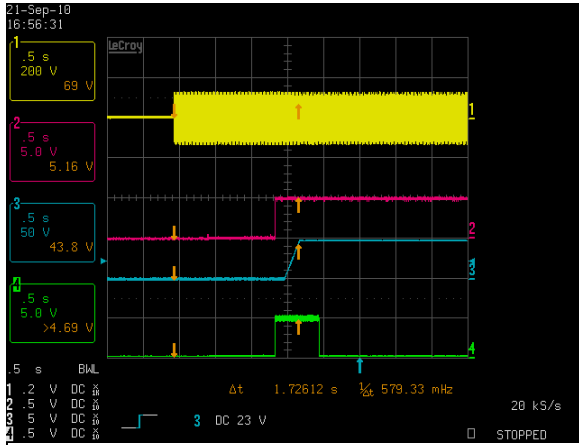 21-Sep-10
16:56:31
LeCroy
1
.5 s
200 V
69 V
2
.5 s
5.0 V
5.16 V
3
.5 s
50 V
43.8 V
4
.5 s
5.0 V
>4.69 V
1
2
3
4
.5 s BWL
Δt 1.72612 s 1/Δt 579.33 mHz
1 .2 V DC
2 .5 V DC
3 5 V DC
4 .5 V DC
3 DC 23 V
20 kS/s
STOPPED